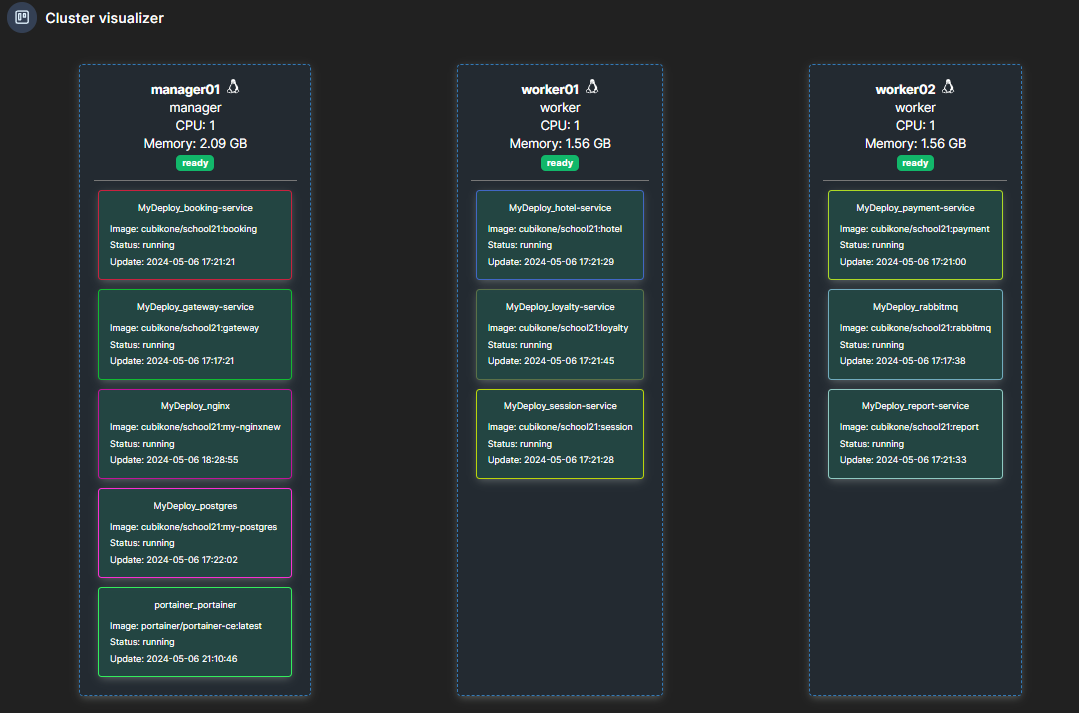 Cluster visualizer
manager01
manager
CPU: 1
Memory: 2.09 GB
ready
MyDeploy_booking-service
Image: cubikone/school21:booking
Status: running
Update: 2024-05-06 17:21:21
MyDeploy_gateway-service
Image: cubikone/school21:gateway
Status: running
Update: 2024-05-06 17:17:21
MyDeploy_nginx
Image: cubikone/school21:my-nginxnew
Status: running
Update: 2024-05-06 18:28:55
MyDeploy_postgres
Image: cubikone/school21:my-postgres
Status: running
Update: 2024-05-06 17:22:02
portainer_portainer
Image: portainer/portainer-ce:latest
Status: running
Update: 2024-05-06 21:10:46
worker01
worker
CPU: 1
Memory: 1.56 GB
ready
MyDeploy_hotel-service
Image: cubikone/school21:hotel
Status: running
Update: 2024-05-06 17:21:29
MyDeploy_loyalty-service
Image: cubikone/school21:loyalty
Status: running
Update: 2024-05-06 17:21:45
MyDeploy_session-service
Image: cubikone/school21:session
Status: running
Update: 2024-05-06 17:21:28
worker02
worker
CPU: 1
Memory: 1.56 GB
ready
MyDeploy_payment-service
Image: cubikone/school21:payment
Status: running
Update: 2024-05-06 17:21:00
MyDeploy_rabbitmq
Image: cubikone/school21:rabbitmq
Status: running
Update: 2024-05-06 17:17:38
MyDeploy_report-service
Image: cubikone/school21:report
Status: running
Update: 2024-05-06 17:21:33